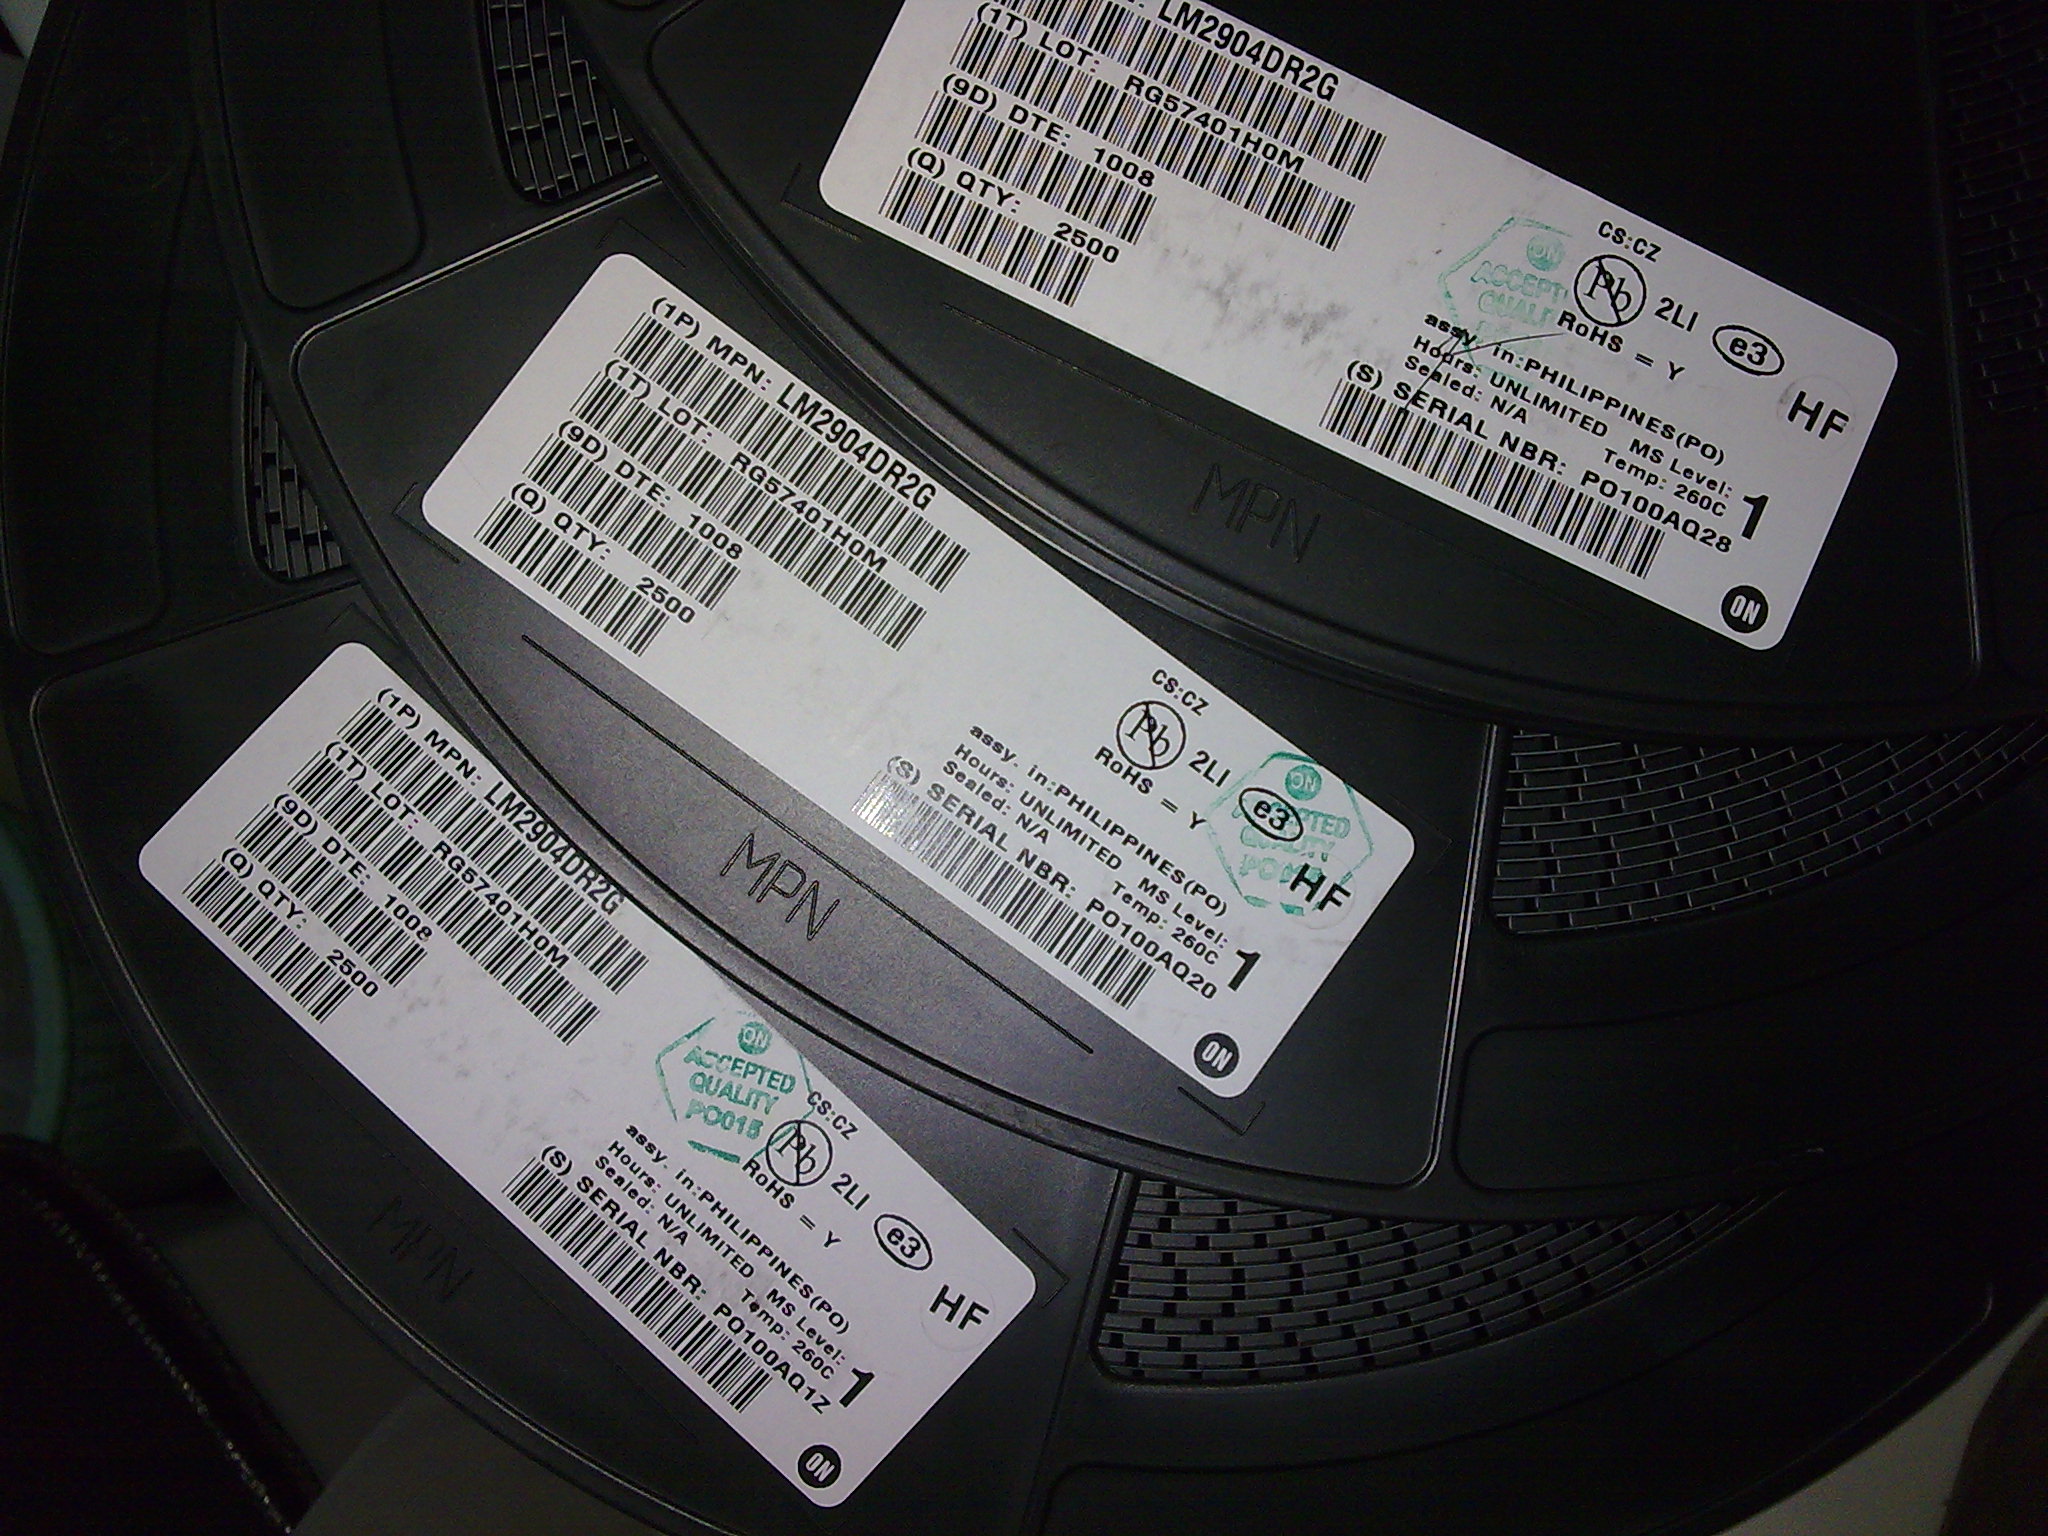 LM2904DR2G
(1T) LOT: RG57401H0M
(9D) DTE: 1008
(Q) QTY: 2500
CS:CZ
ON
ACCEPT
QUALI
Pb 2LI e3
RoHS = Y
HF
assy. in:PHILIPPINES(PO)
Hours: UNLIMITED MS Level: 1
Sealed: N/A Temp: 260C
(S) SERIAL NBR: PO100AQ28
ON
MPN
(1P) MPN: LM2904DR2G
(1T) LOT: RG57401H0M
(9D) DTE: 1008
(Q) QTY: 2500
CS:CZ
Pb 2LI e3
RoHS = Y
ON
QUALITY
HF
assy. in:PHILIPPINES(PO)
Hours: UNLIMITED MS Level: 1
Sealed: N/A Temp: 260C
(S) SERIAL NBR: PO100AQ20
ON
MPN
(1P) MPN: LM2904DR2G
(1T) LOT: RG57401H0M
(9D) DTE: 1008
(Q) QTY: 2500
ON
ACCEPTED
QUALITY
PO015
CS:CZ
Pb 2LI e3
RoHS = Y
HF
assy. in:PHILIPPINES(PO)
Hours: UNLIMITED MS Level: 1
Sealed: N/A Temp: 260C
(S) SERIAL NBR: PO100AQ1Z
ON
MPN